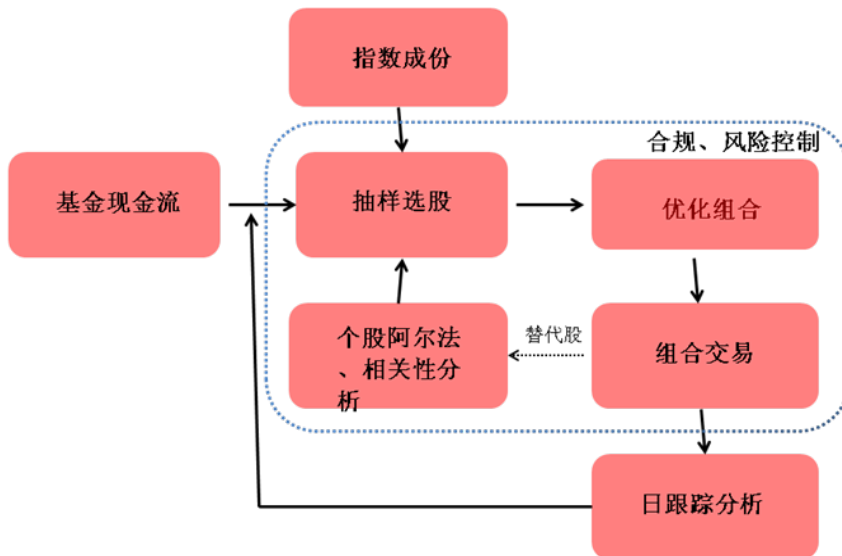 指数成份
合规、风险控制
基金现金流
抽样选股
优化组合
个股阿尔法
、相关性分
析
替代股
组合交易
日跟踪分析